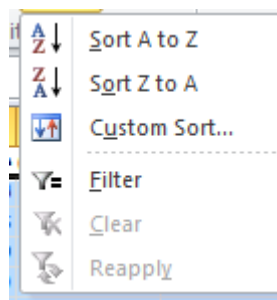 Sort A to Z
Sort Z to A
Custom Sort...
Filter
Clear
Reapply